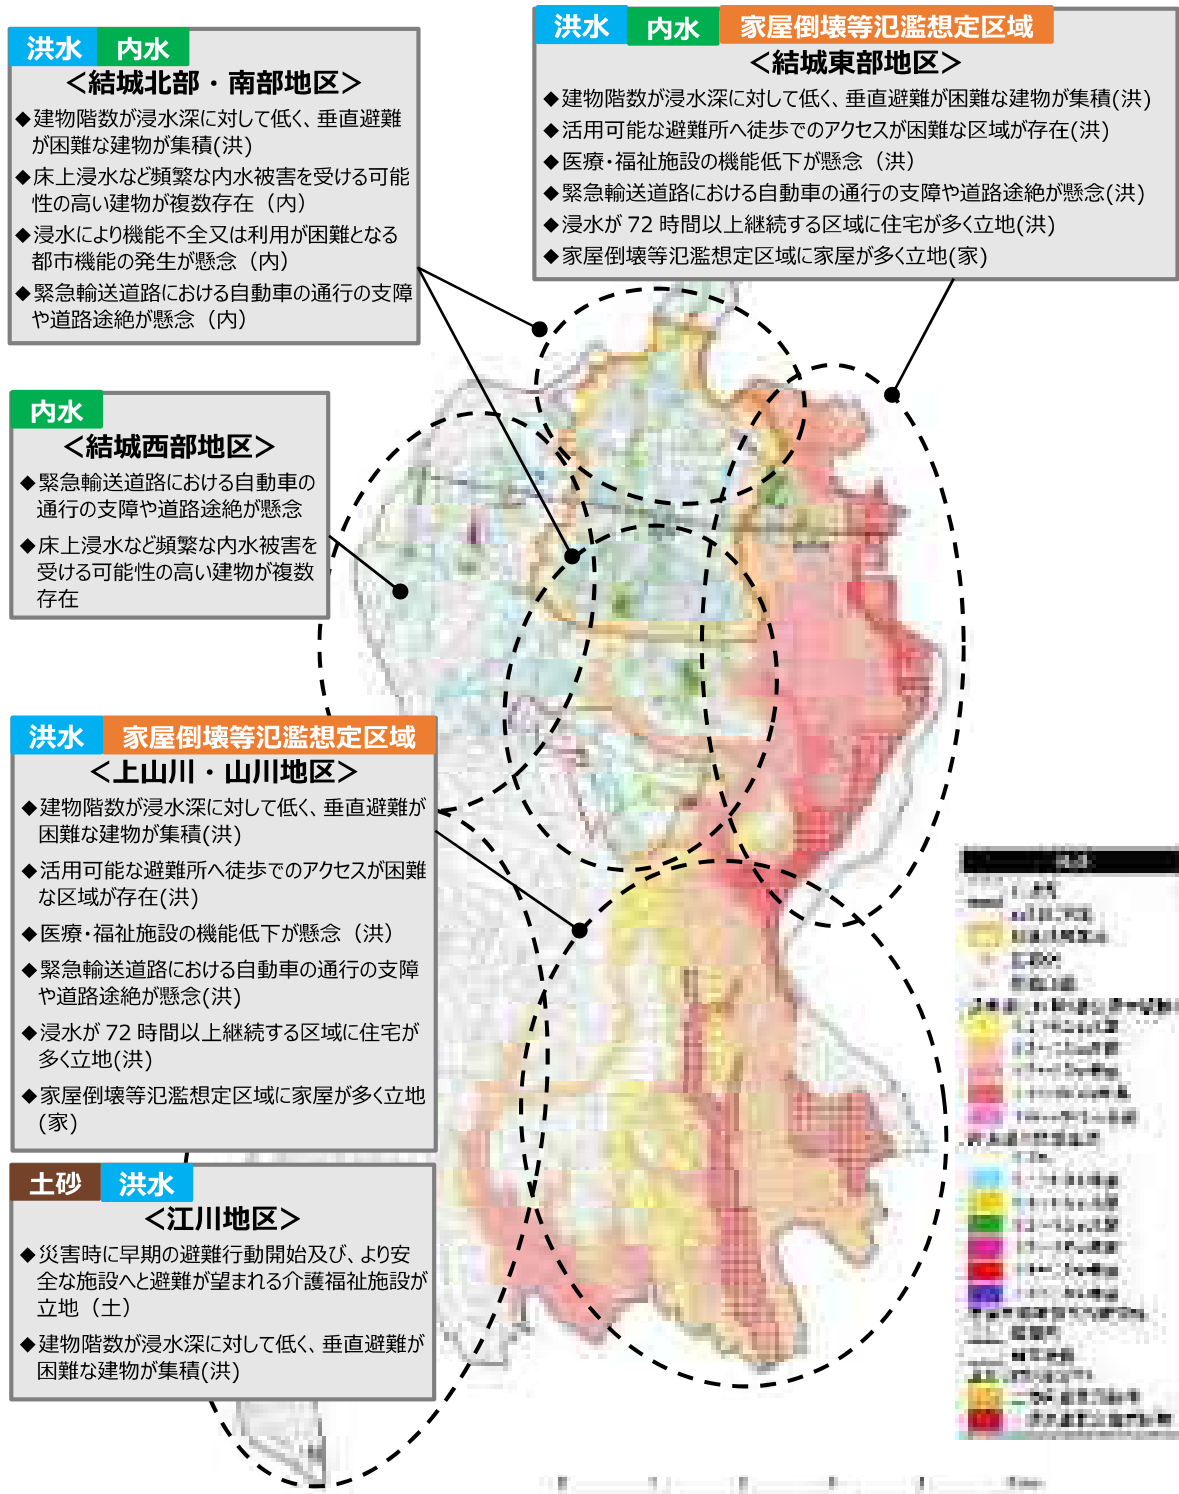 洪水 内水
＜結城北部・南部地区＞
◆建物階数が浸水深に対して低く、垂直避難
が困難な建物が集積(洪)
◆床上浸水など頻繁な内水被害を受ける可能
性の高い建物が複数存在（内）
◆浸水により機能不全又は利用が困難となる
都市機能の発生が懸念（内）
◆緊急輸送道路における自動車の通行の支障
や道路途絶が懸念（内）
洪水 内水 家屋倒壊等氾濫想定区域
＜結城東部地区＞
◆建物階数が浸水深に対して低く、垂直避難が困難な建物が集積(洪)
◆活用可能な避難所へ徒歩でのアクセスが困難な区域が存在(洪)
◆医療・福祉施設の機能低下が懸念（洪）
◆緊急輸送道路における自動車の通行の支障や道路途絶が懸念(洪)
◆浸水が 72 時間以上継続する区域に住宅が多く立地(洪)
◆家屋倒壊等氾濫想定区域に家屋が多く立地(家)
内水
＜結城西部地区＞
◆緊急輸送道路における自動車の
通行の支障や道路途絶が懸念
◆床上浸水など頻繁な内水被害を
受ける可能性の高い建物が複数
存在
洪水 家屋倒壊等氾濫想定区域
＜上山川・山川地区＞
◆建物階数が浸水深に対して低く、垂直避難が
困難な建物が集積(洪)
◆活用可能な避難所へ徒歩でのアクセスが困難
な区域が存在(洪)
◆医療・福祉施設の機能低下が懸念（洪）
◆緊急輸送道路における自動車の通行の支障
や道路途絶が懸念(洪)
◆浸水が 72 時間以上継続する区域に住宅が
多く立地(洪)
◆家屋倒壊等氾濫想定区域に家屋が多く立地
(家)
土砂 洪水
＜江川地区＞
◆災害時に早期の避難行動開始及び、より安
全な施設へと避難が望まれる介護福祉施設が
立地（土）
◆建物階数が浸水深に対して低く、垂直避難が
困難な建物が集積(洪)